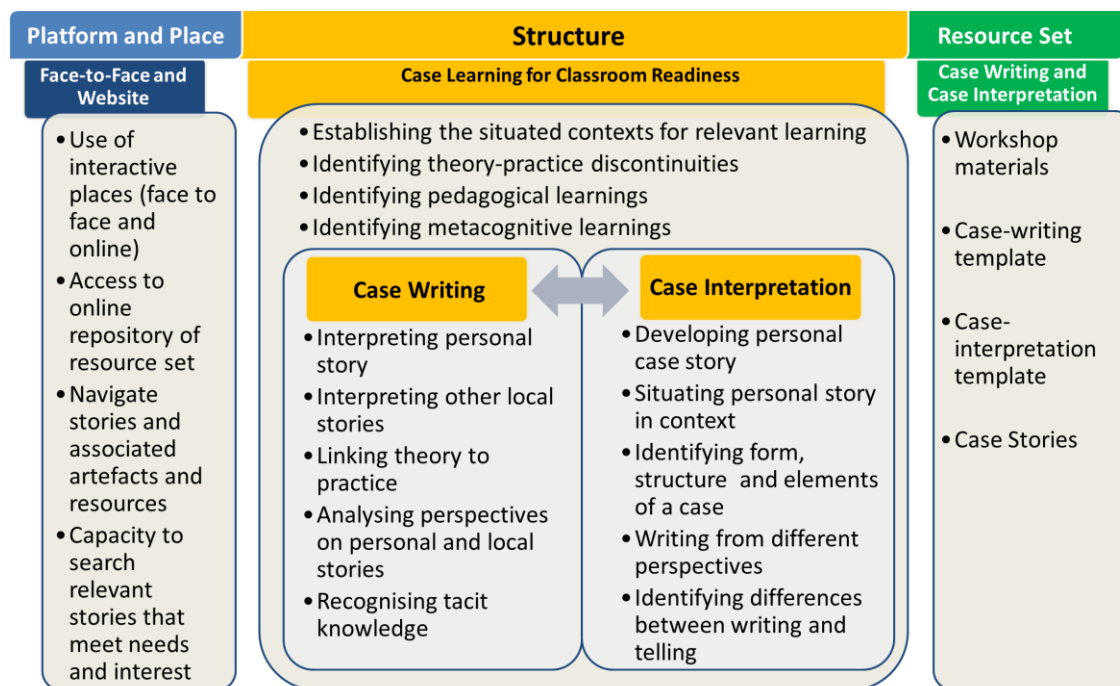 Platform and Place
Face-to-Face and
Website
•Use of
interactive
places (face to
face and
online)
•Access to
online
repository of
resource set
•Navigate
stories and
associated
artefacts and
resources
•Capacity to
search
relevant
stories that
meet needs
and interest
Structure
Case Learning for Classroom Readiness
•Establishing the situated contexts for relevant learning
•Identifying theory-practice discontinuities
•Identifying pedagogical learnings
•Identifying metacognitive learnings
Case Writing
•Interpreting personal
story
•Interpreting other local
stories
•Linking theory to
practice
•Analysing perspectives
on personal and local
stories
•Recognising tacit
knowledge
Case Interpretation
•Developing personal
case story
•Situating personal story
in context
•Identifying form,
structure and elements
of a case
•Writing from different
perspectives
•Identifying differences
between writing and
telling
Resource Set
Case Writing and
Case Interpretation
•Workshop
materials
•Case-writing
template
•Case-
interpretation
template
•Case Stories